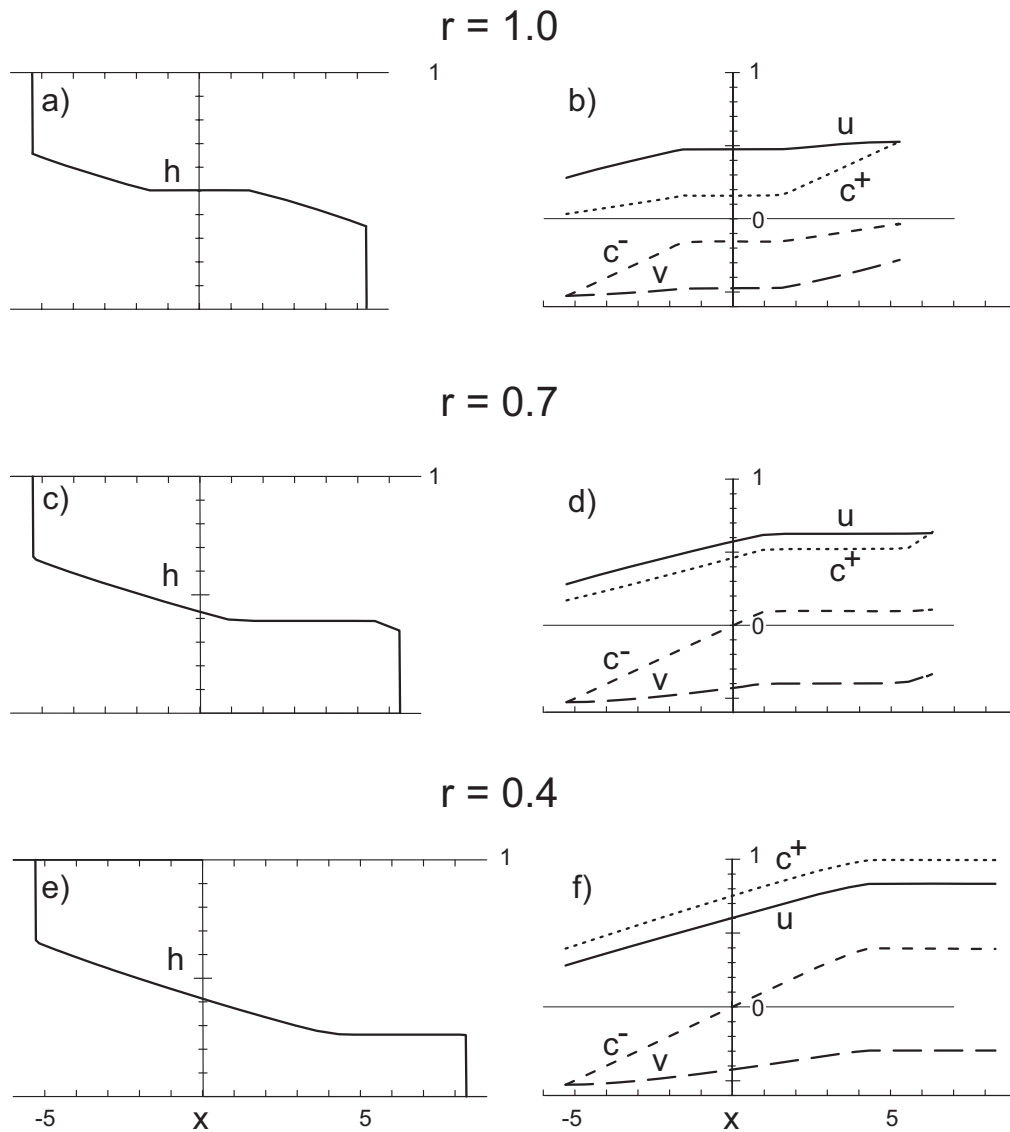 r = 1.0
a)
h
1
b)
1
u
c+
0
c-
v
r = 0.7
c)
h
1
d)
1
u
c+
0
c-
v
r = 0.4
e)
h
1
-5
x
5
f)
1
c+
u
0
c-
v
-5
x
5